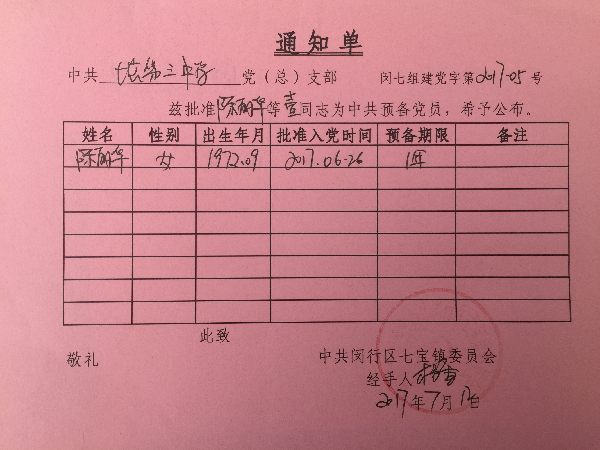 通知单
中共 第三中学 党（总）支部 闵七组建党字第2017-05号
兹批准陈丽华等壹同志为中共预备党员，希予公布。
姓名 性别 出生年月 批准入党时间 预备期限 备注
陈丽华 女 1972.09 2017.06-26 1年
此致
敬礼 中共闵行区七宝镇委员会
经手人
2017年7月1日